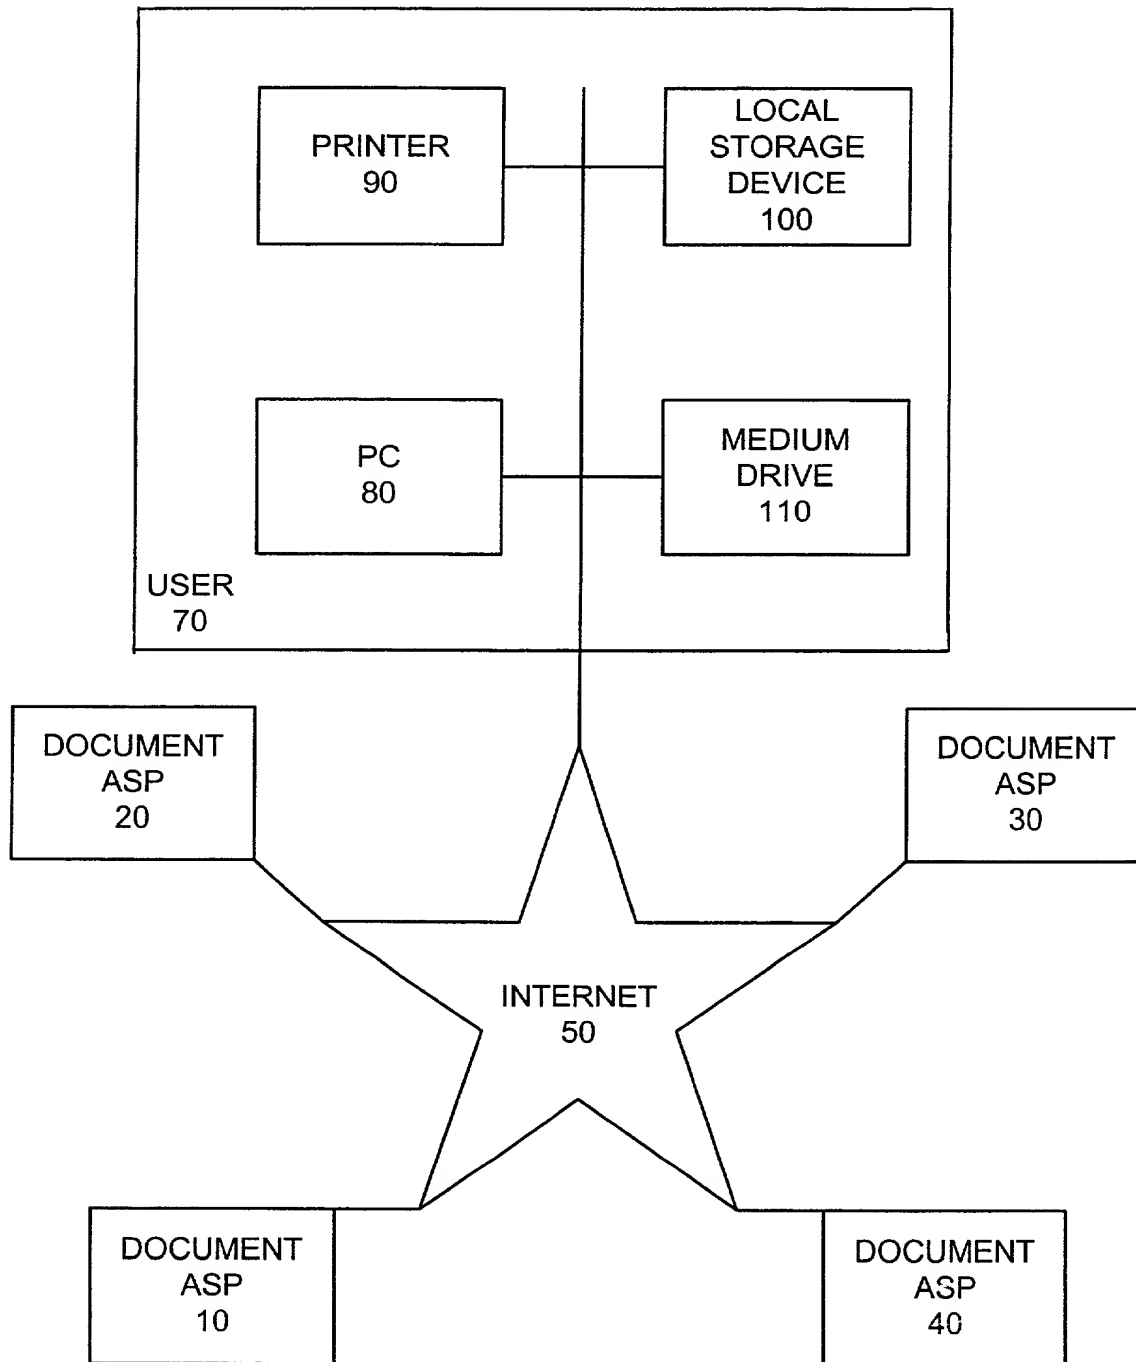 PRINTER
90
LOCAL
STORAGE
DEVICE
100
PC
80
MEDIUM
DRIVE
110
USER
70
DOCUMENT
ASP
20
DOCUMENT
ASP
30
INTERNET
50
DOCUMENT
ASP
10
DOCUMENT
ASP
40